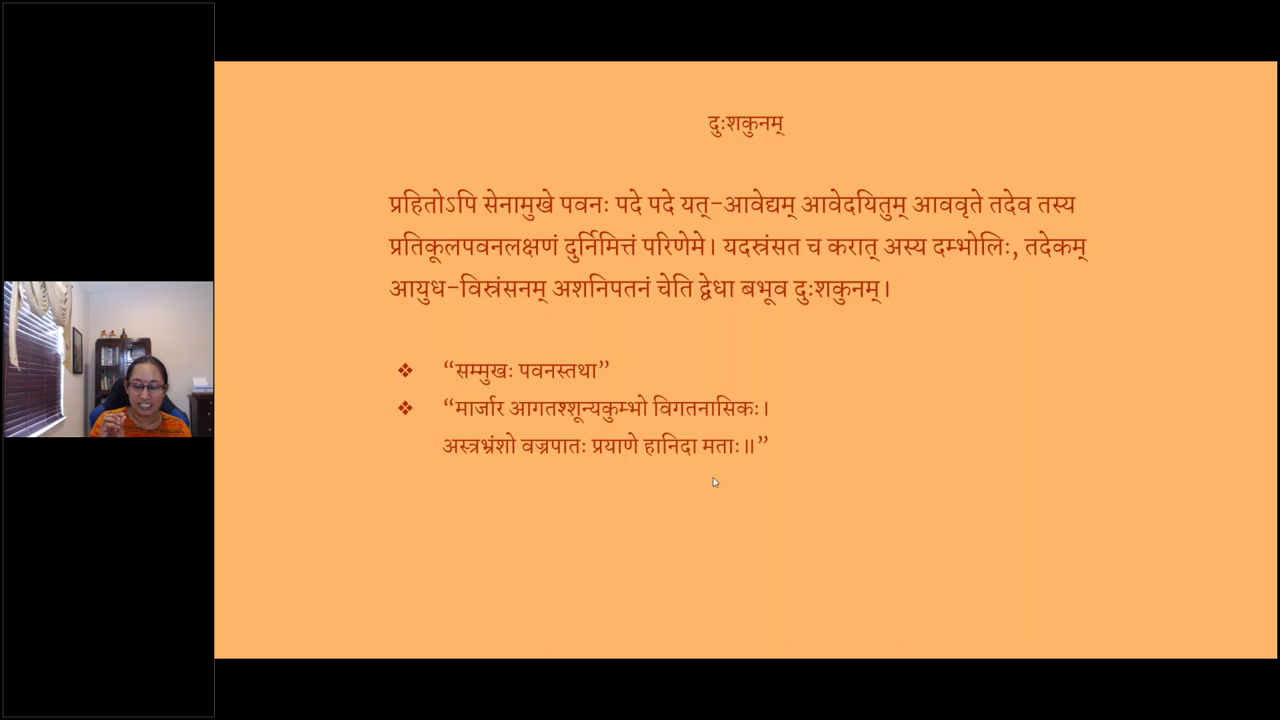 दुःशकुनम्
प्रहितोऽपि सेनामुखे पवनः पदे पदे यत्-आवेद्यम् आवेदयितुम् आववृते तदेव तस्य
प्रतिकूलपवनलक्षणं दुर्निमित्तं परिणेमे। यदस्रंसत च करात् अस्य दम्भोलिः, तदेकम्
आयुध-विस्रंसनम् अशनिपतनं चेति द्वेधा बभूव दुःशकुनम्।
❖ “सम्मुखः पवनस्तथा”
❖ “मार्जार आगतश्शून्यकुम्भो विगतनासिकः।
अस्त्रभ्रंशो वज्रपातः प्रयाणे हानिदा मताः॥”